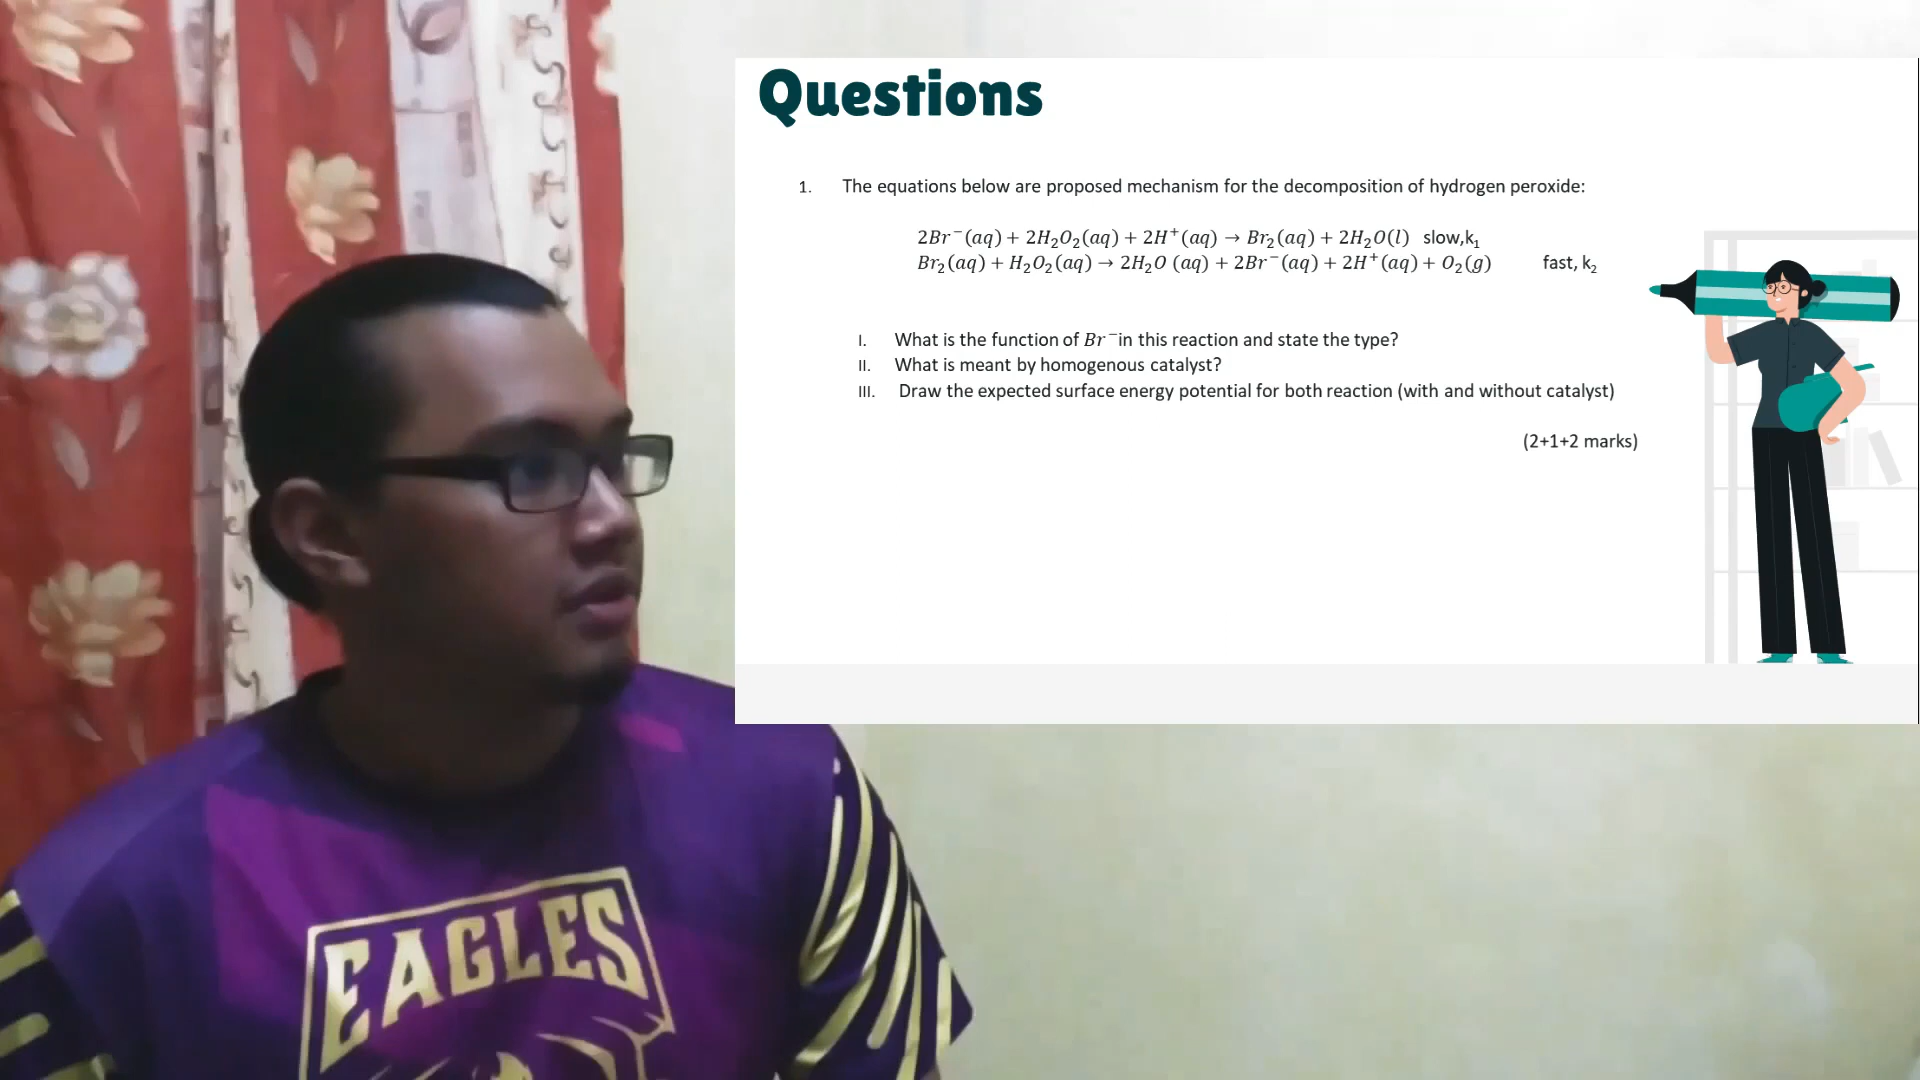 Questions
1. The equations below are proposed mechanism for the decomposition of hydrogen peroxide:
2Br⁻(aq) + 2H₂O₂(aq) + 2H⁺(aq) → Br₂(aq) + 2H₂O(l) slow,k₁
Br₂(aq) + H₂O₂(aq) → 2H₂O (aq) + 2Br⁻(aq) + 2H⁺(aq) + O₂(g) fast, k₂
I. What is the function of Br⁻in this reaction and state the type?
II. What is meant by homogenous catalyst?
III. Draw the expected surface energy potential for both reaction (with and without catalyst)
(2+1+2 marks)
EAGLES